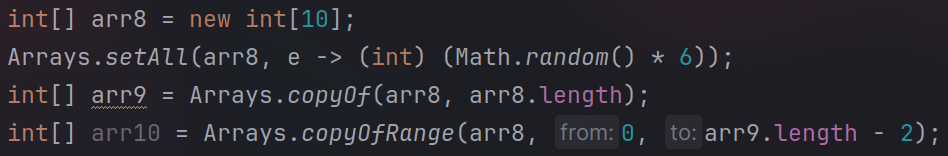 int[] arr8 = new int[10];
Arrays.setAll(arr8, e -> (int) (Math.random() * 6));
int[] arr9 = Arrays.copyOf(arr8, arr8.length);
int[] arr10 = Arrays.copyOfRange(arr8, from: 0, to: arr9.length - 2);